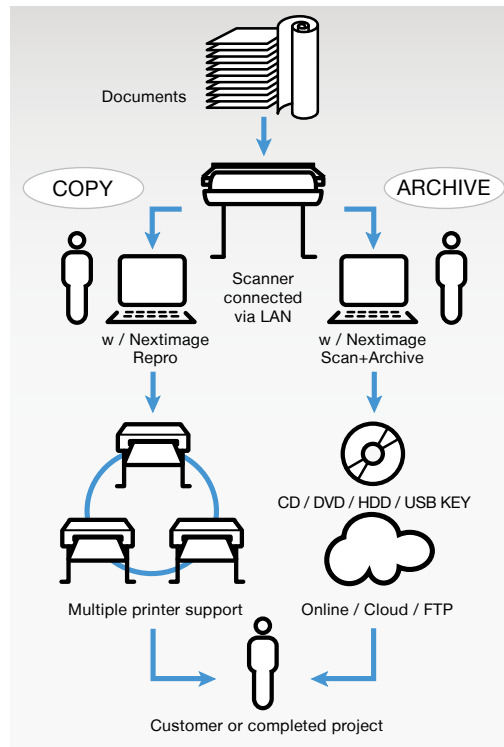 Documents
COPY
ARCHIVE
Scanner
connected
via LAN
w / Nextimage
Repro
w / Nextimage
Scan+Archive
CD / DVD / HDD / USB KEY
Multiple printer support
Online / Cloud / FTP
Customer or completed project